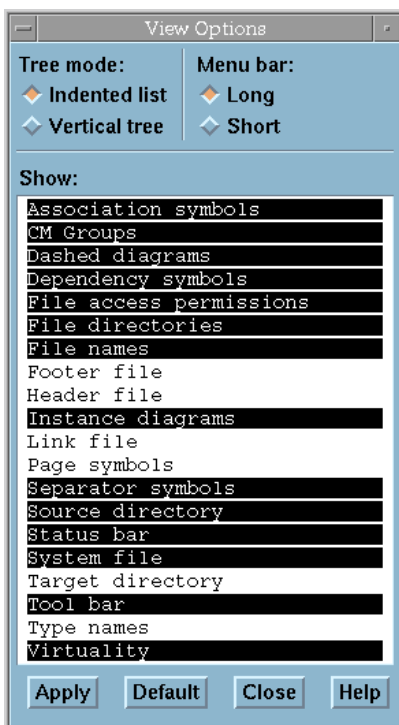 View Options
Tree mode:
Indented list
Vertical tree
Menu bar:
Long
Short
Show:
Association symbols
CM Groups
Dashed diagrams
Dependency symbols
File access permissions
File directories
File names
Footer file
Header file
Instance diagrams
Link file
Page symbols
Separator symbols
Source directory
Status bar
System file
Target directory
Tool bar
Type names
Virtuality
Apply Default Close Help